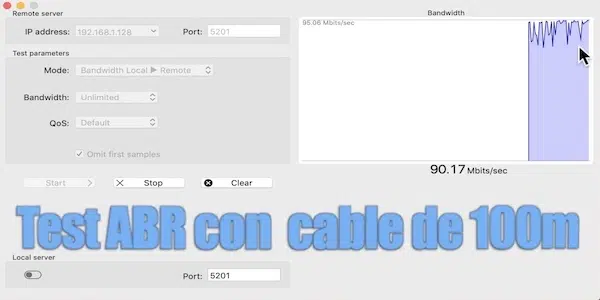 Remote server
Bandwidth
IP address: 192.168.1.128 Port: 5201
95.06 Mbits/sec
Test parameters
Mode: Bandwidth Local ▶ Remote
Bandwidth: Unlimited
QoS: Default
✓ Omit first samples
90.17 Mbits/sec
Start Stop Clear
Test ABR con cable de 100m
Local server
Port: 5201